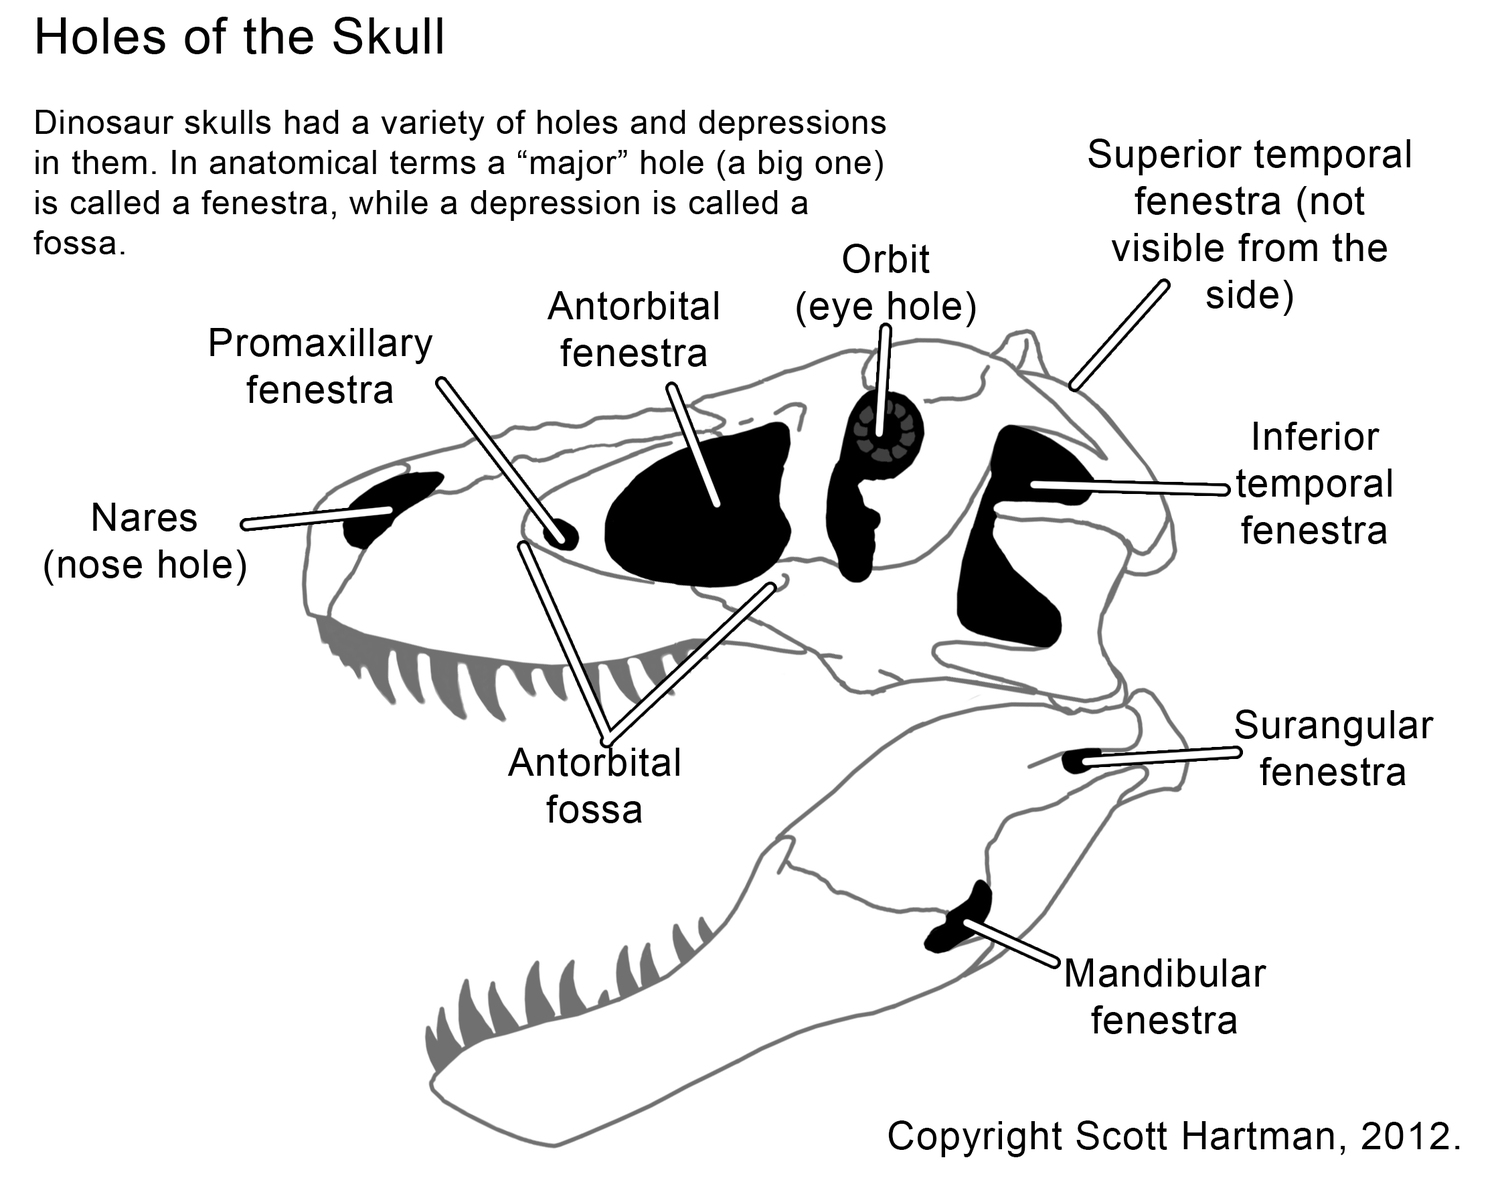 Holes of the Skull
Dinosaur skulls had a variety of holes and depressions
in them. In anatomical terms a “major” hole (a big one)
is called a fenestra, while a depression is called a
fossa.
Superior temporal
fenestra (not
visible from the
side)
Orbit
(eye hole)
Antorbital
fenestra
Promaxillary
fenestra
Inferior
temporal
fenestra
Nares
(nose hole)
Antorbital
fossa
Surangular
fenestra
Mandibular
fenestra
Copyright Scott Hartman, 2012.